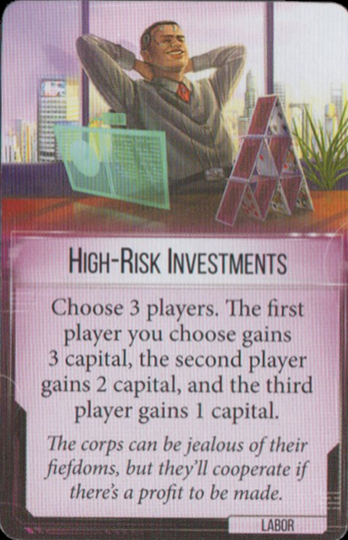 High-Risk Investments
Choose 3 players. The first
player you choose gains
3 capital, the second player
gains 2 capital, and the third
player gains 1 capital.
The corps can be jealous of their
fiefdoms, but they'll cooperate if
there's a profit to be made.
LABOR